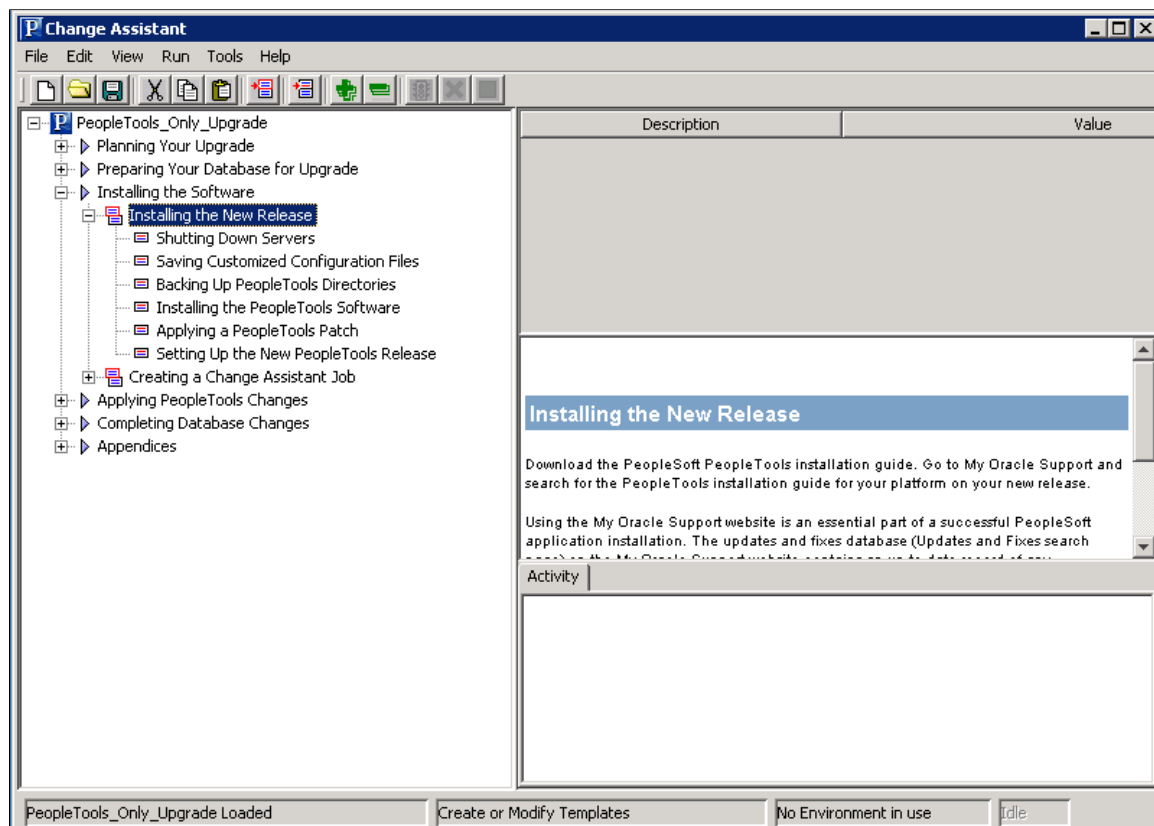 Change Assistant
File Edit View Run Tools Help
PeopleTools_Only_Upgrade
Planning Your Upgrade
Preparing Your Database for Upgrade
Installing the Software
Installing the New Release
Shutting Down Servers
Saving Customized Configuration Files
Backing Up PeopleTools Directories
Installing the PeopleTools Software
Applying a PeopleTools Patch
Setting Up the New PeopleTools Release
Creating a Change Assistant Job
Applying PeopleTools Changes
Completing Database Changes
Appendices
Description Value
Installing the New Release
Download the PeopleSoft PeopleTools installation guide. Go to My Oracle Support and
search for the PeopleTools installation guide for your platform on your new release.
Using the My Oracle Support website is an essential part of a successful PeopleSoft
application installation. The updates and fixes database (Updates and Fixes search
Activity
PeopleTools_Only_Upgrade Loaded Create or Modify Templates No Environment in use Idle